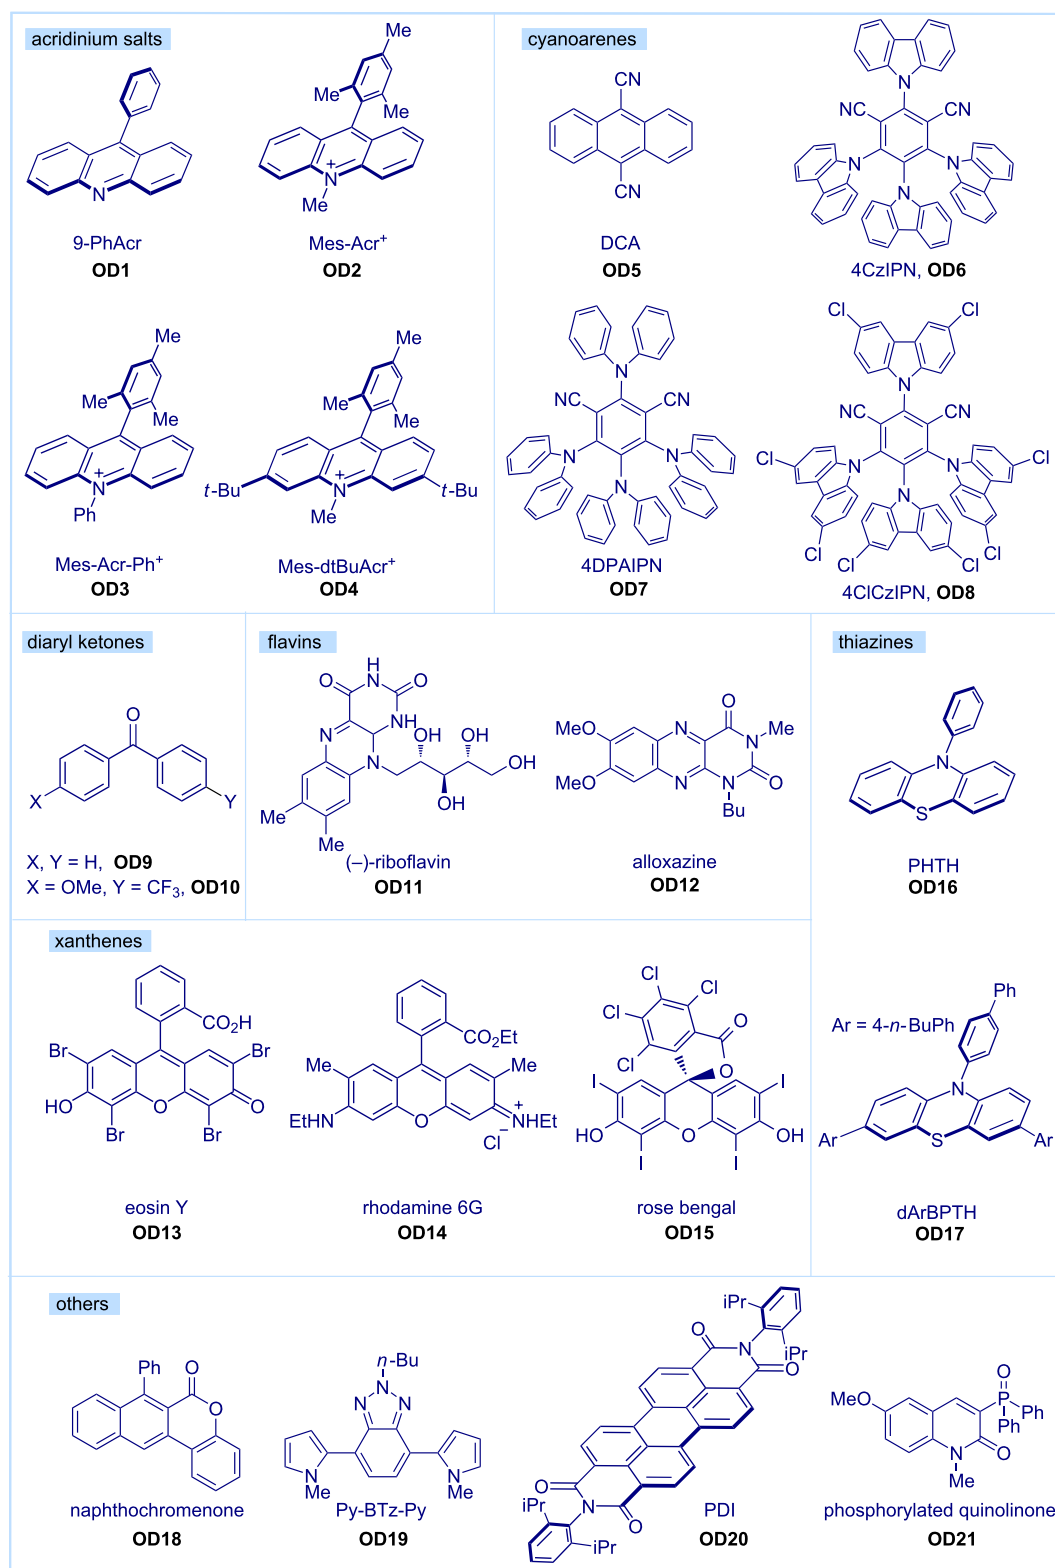 acridinium salts
Me
Me
Me
N
N
+
Me
9-PhAcr
OD1
Mes-Acr+
OD2
Me
Me
Me
N
+
Ph
Mes-Acr-Ph+
OD3
Me
Me
Me
t-Bu
N
+
t-Bu
Me
Mes-dtBuAcr+
OD4
cyanoarenes
CN
CN
DCA
OD5
N
NC
CN
N
N
N
4CzIPN, OD6
N
NC
CN
N
N
N
4DPAIPN
OD7
Cl
Cl
N
NC
CN
Cl
N
N
N
Cl
Cl
Cl
Cl
Cl
4ClCzIPN, OD8
diaryl ketones
O
X
Y
X, Y = H, OD9
X = OMe, Y = CF3, OD10
flavins
H
O
N
O
NH
N
N
OH
OH
OH
OH
Me
Me
(–)-riboflavin
OD11
O
MeO
N
N
Me
MeO
N
N
O
Bu
alloxazine
OD12
thiazines
N
S
PHTH
OD16
xanthenes
CO2H
Br
Br
HO
O
O
Br
Br
eosin Y
OD13
CO2Et
Me
Me
EtHN
O
NEt
+
H
Cl–
rhodamine 6G
OD14
Cl
Cl
Cl
O
Cl
O
I
I
HO
O
OH
I
I
rose bengal
OD15
Ph
Ar = 4-n-BuPh
N
Ar
S
Ar
dArBPTH
OD17
others
Ph
O
O
naphthochromenone
OD18
n-Bu
N
N
N
N
N
Me
Me
Py-BTz-Py
OD19
iPr
O
N
iPr
O
O
iPr
N
O
iPr
PDI
OD20
O
MeO
P
Ph
Ph
N
O
Me
phosphorylated quinolinone
OD21